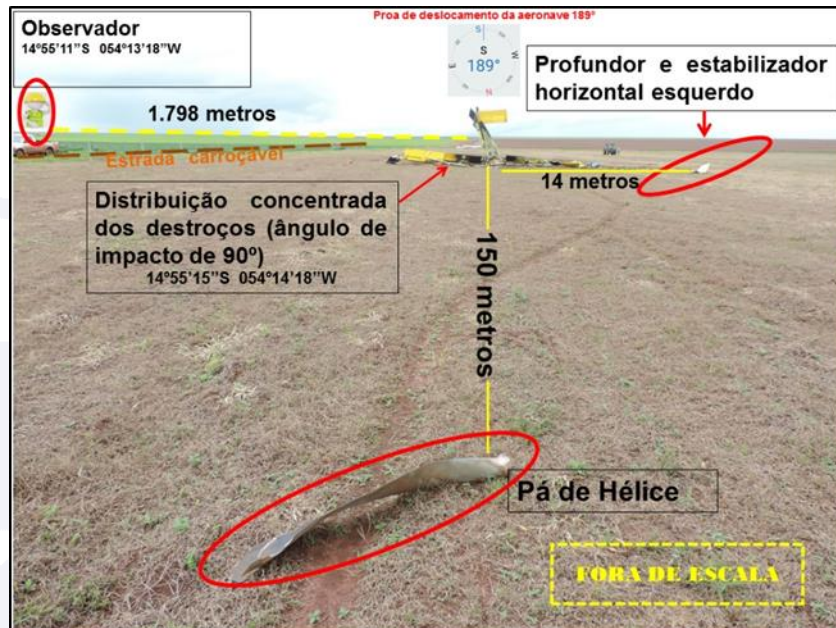 Proa de deslocamento da aeronave 189º
Observador
14º55'11"S 054º13'18"W
S
S
W
E
N
189°
Profundor e estabilizador
horizontal esquerdo
1.798 metros
Estrada carroçável
14 metros
Distribuição concentrada
dos destroços (ângulo de
impacto de 90º)
14º55'15"S 054º14'18"W
150 metros
Pá de Hélice
FORA DE ESCALA